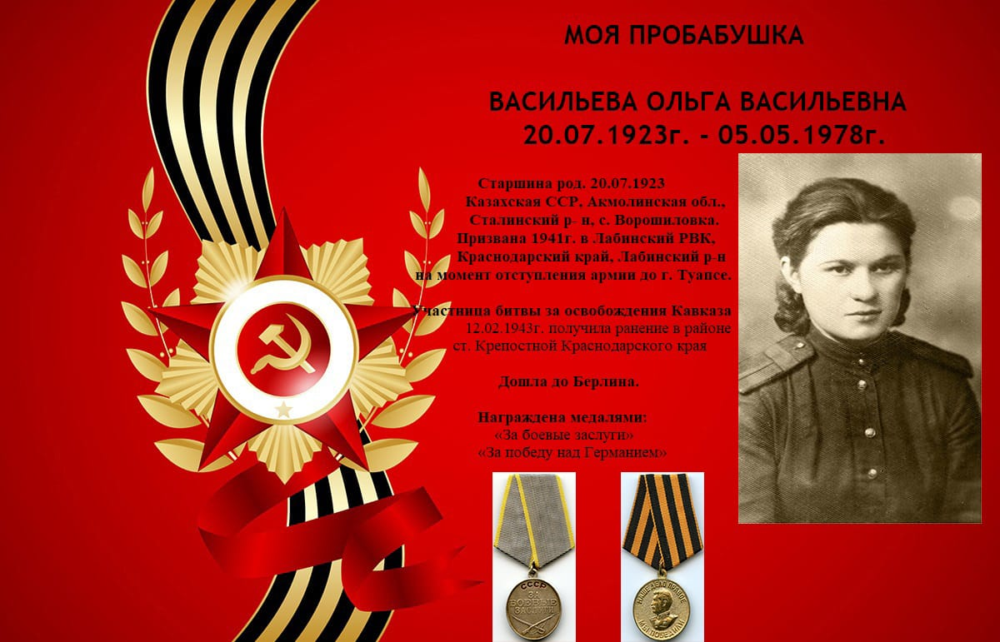 МОЯ ПРОБАБУШКА
ВАСИЛЬЕВА ОЛЬГА ВАСИЛЬЕВНА
20.07.1923г. - 05.05.1978г.
Старшина род. 20.07.1923
Казахская ССР, Акмолинская обл.,
Сталинский р- н, с. Ворошиловка.
Призвана 1941г. в Лабинский РВК,
Краснодарский край, Лабинский р-н
на момент отступления армии до г. Туапсе.
Участница битвы за освобождения Кавказа
12.02.1943г. получила ранение в районе
ст. Крепостной Краснодарского края
Дошла до Берлина.
Награждена медалями:
«За боевые заслуги»
«За победу над Германием»
СССР
ЗА
БОЕВЫЕ
ЗАСЛУГИ
НАШЕ ДЕЛО ПРАВОЕ
МЫ ПОБЕДИЛИ